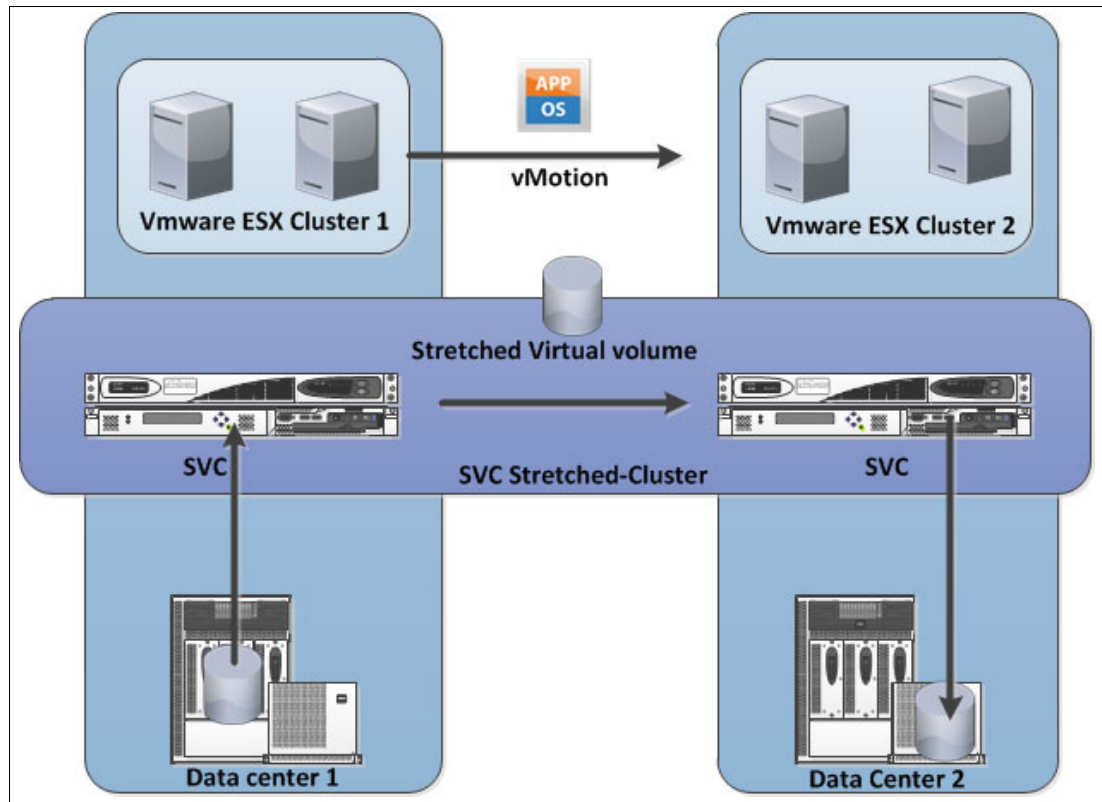 APP
OS
vMotion
Vmware ESX Cluster 1
Vmware ESX Cluster 2
Stretched Virtual volume
SVC
SVC Stretched-Cluster
SVC
Data center 1
Data Center 2